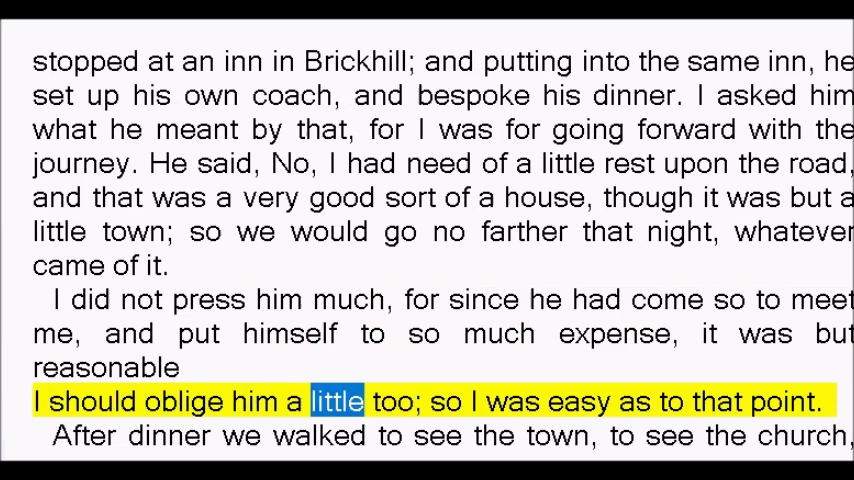 stopped at an inn in Brickhill; and putting into the same inn, he
set up his own coach, and bespoke his dinner. I asked him
what he meant by that, for I was for going forward with the
journey. He said, No, I had need of a little rest upon the road,
and that was a very good sort of a house, though it was but a
little town; so we would go no farther that night, whatever
came of it.
I did not press him much, for since he had come so to meet
me, and put himself to so much expense, it was but
reasonable
I should oblige him a little too; so I was easy as to that point.
After dinner we walked to see the town, to see the church,